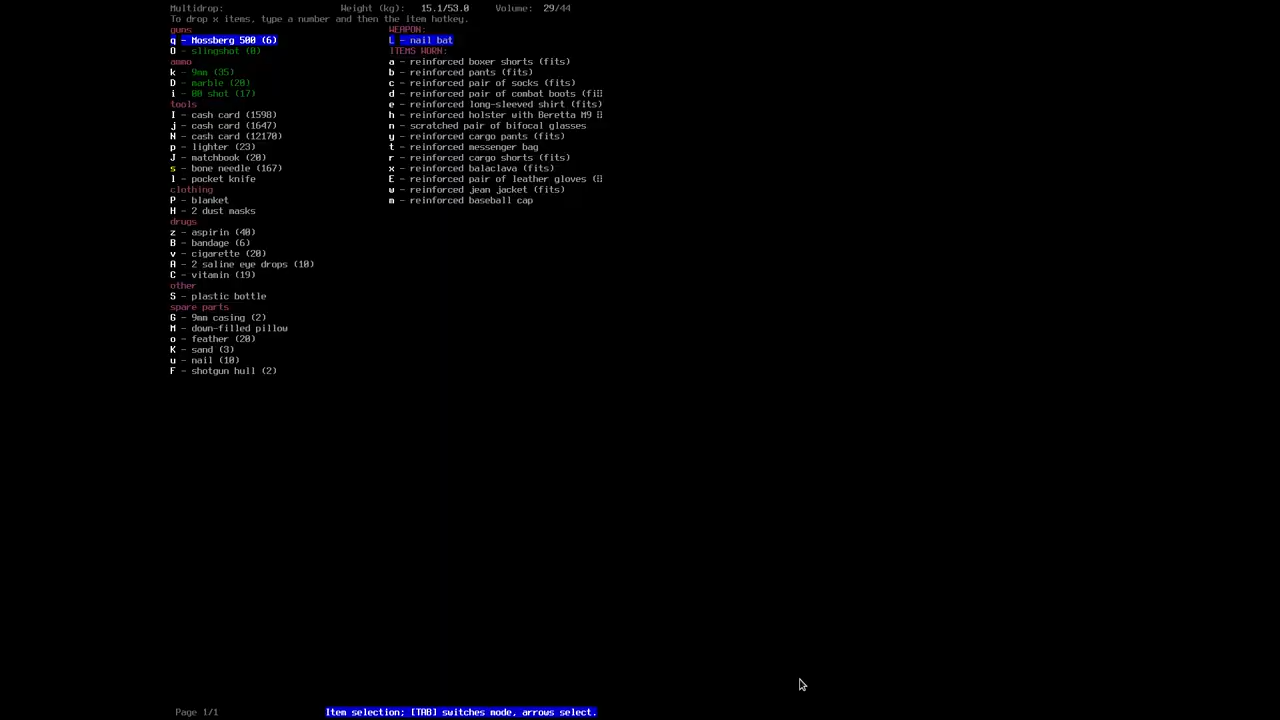 Multidrop: Weight (kg): 15.1/53.0 Volume: 29/44
To drop x items, type a number and then the item hotkey.
guns
q - Mossberg 500 (6)
O - slingshot (0)
ammo
k - 9mm (35)
D - marble (20)
i - 00 shot (17)
tools
I - cash card (1598)
j - cash card (1647)
N - cash card (12170)
p - lighter (23)
J - matchbook (20)
s - bone needle (167)
l - pocket knife
clothing
P - blanket
H - 2 dust masks
drugs
z - aspirin (40)
B - bandage (6)
v - cigarette (20)
A - 2 saline eye drops (10)
C - vitamin (19)
other
S - plastic bottle
spare parts
G - 9mm casing (2)
M - down-filled pillow
o - feather (20)
K - sand (3)
u - nail (10)
F - shotgun hull (2)
WEAPON:
L - nail bat
ITEMS WORN:
a - reinforced boxer shorts (fits)
b - reinforced pants (fits)
c - reinforced pair of socks (fits)
d - reinforced pair of combat boots (fi
e - reinforced long-sleeved shirt (fits)
h - reinforced holster with Beretta M9
n - scratched pair of bifocal glasses
y - reinforced cargo pants (fits)
t - reinforced messenger bag
r - reinforced cargo shorts (fits)
x - reinforced balaclava (fits)
E - reinforced pair of leather gloves (
w - reinforced jean jacket (fits)
m - reinforced baseball cap
Page 1/1 Item selection; [TAB] switches mode, arrows select.